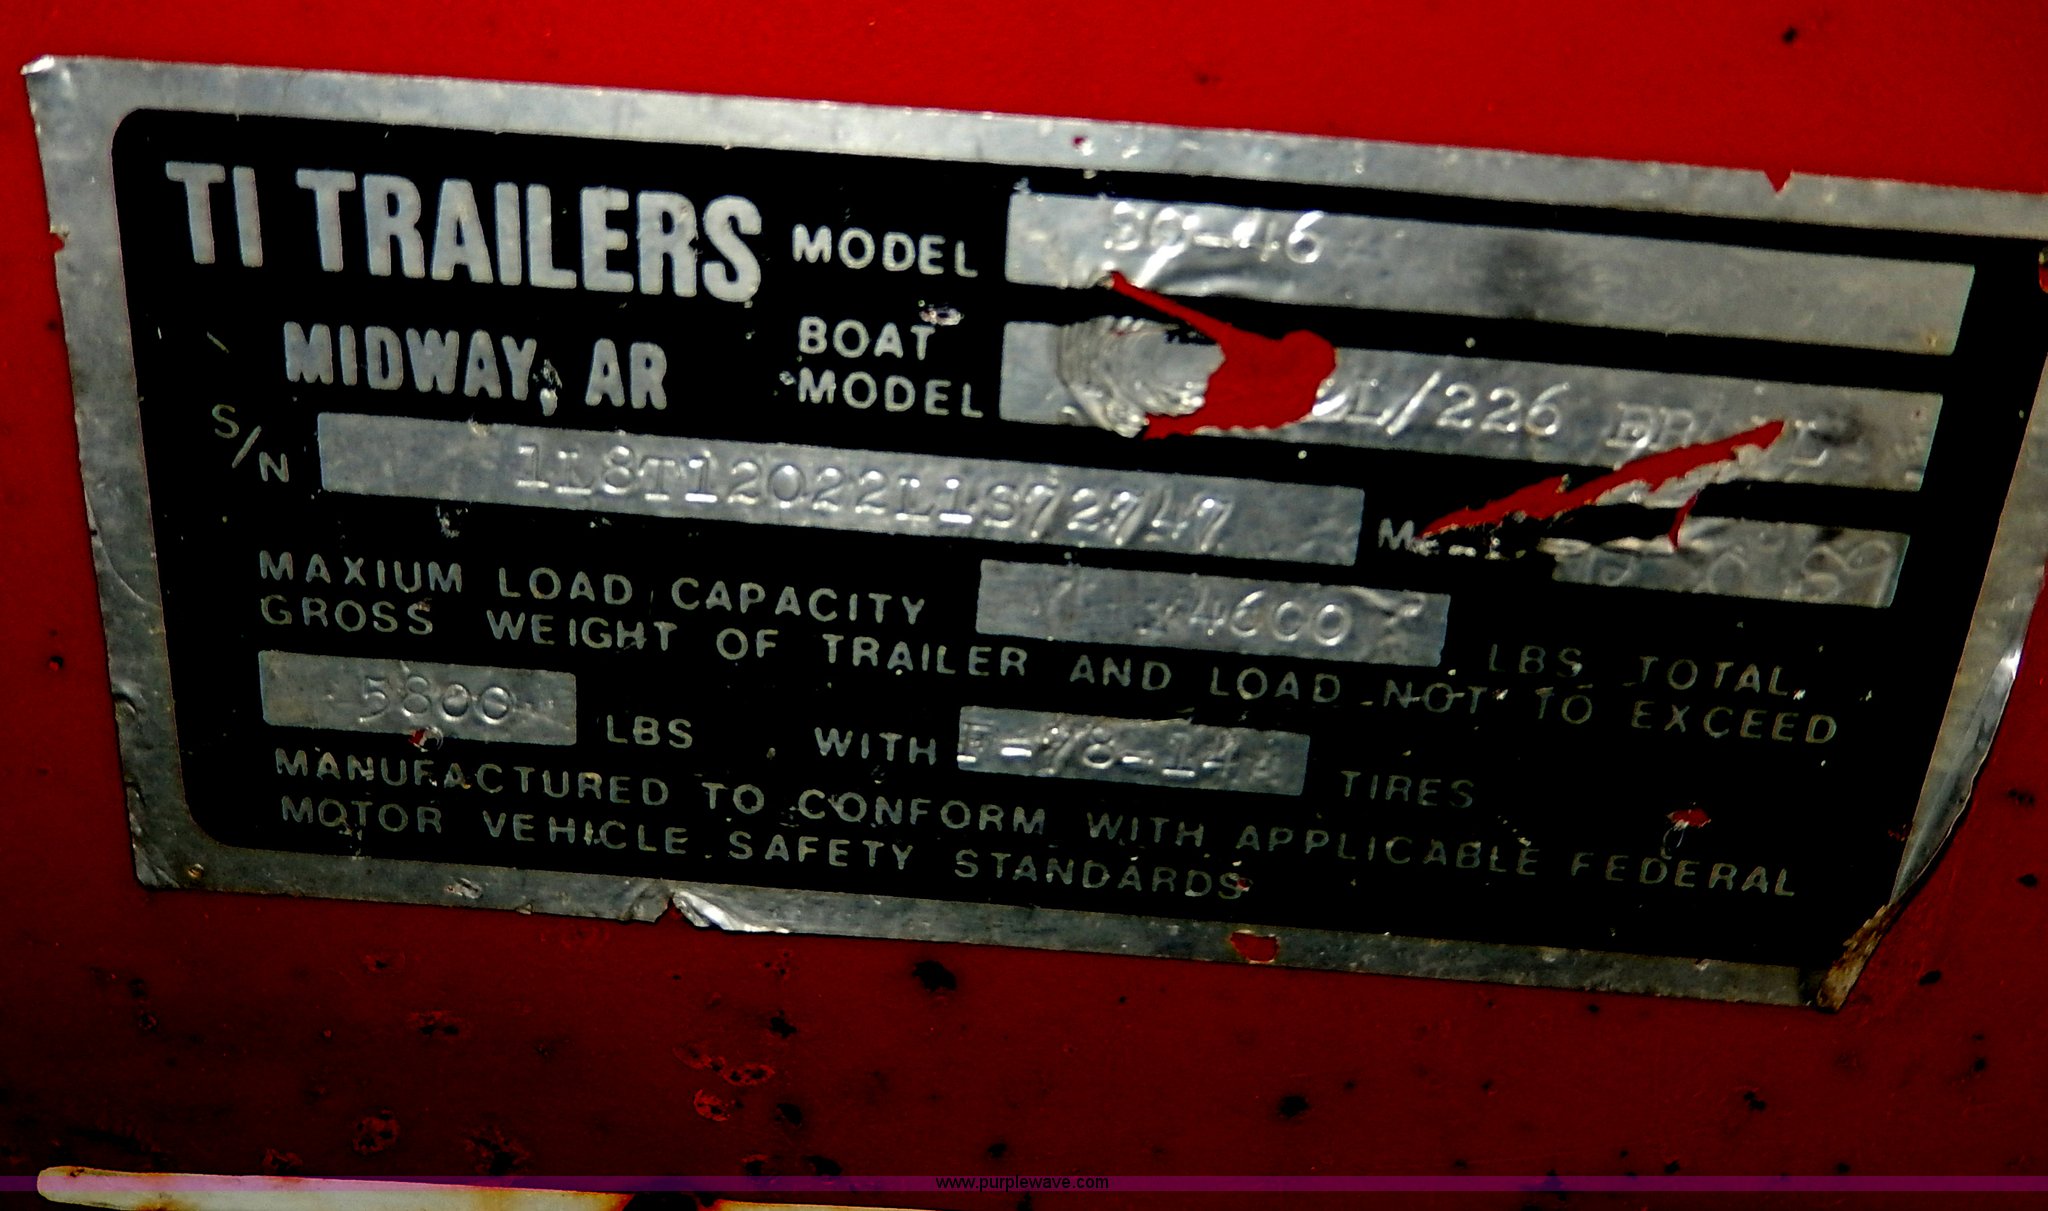 TI TRAILERS MODEL
MIDWAY, AR BOAT MODEL /226
S/N 1L8T12022L1S72747
MAXIUM LOAD CAPACITY 4600 LBS TOTAL
GROSS WEIGHT OF TRAILER AND LOAD NOT TO EXCEED
5800 LBS WITH F-78-14A TIRES
MANUFACTURED TO CONFORM WITH APPLICABLE FEDERAL
MOTOR VEHICLE SAFETY STANDARDS
www.purplewave.com